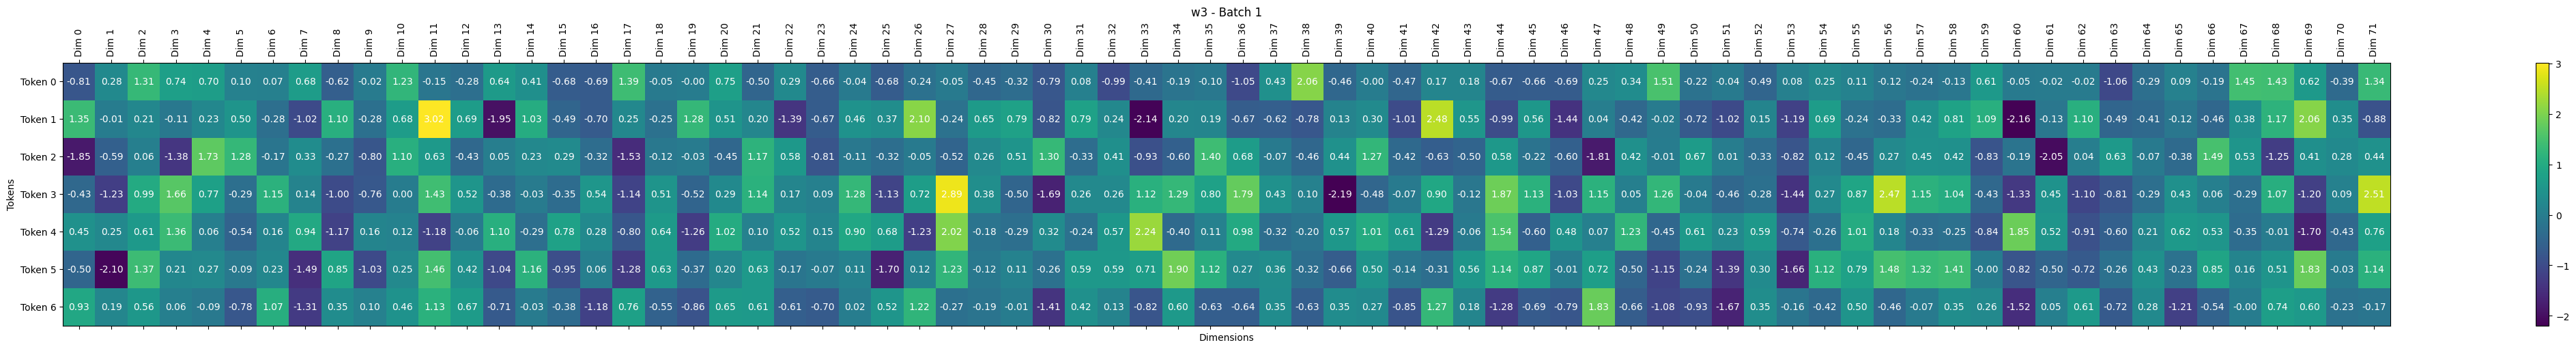 w3 - Batch 1
Dim 0 Dim 1 Dim 2 Dim 3 Dim 4 Dim 5 Dim 6 Dim 7 Dim 8 Dim 9 Dim 10 Dim 11 Dim 12 Dim 13 Dim 14 Dim 15 Dim 16 Dim 17 Dim 18 Dim 19 Dim 20 Dim 21 Dim 22 Dim 23 Dim 24 Dim 25 Dim 26 Dim 27 Dim 28 Dim 29 Dim 30 Dim 31 Dim 32 Dim 33 Dim 34 Dim 35 Dim 36 Dim 37 Dim 38 Dim 39 Dim 40 Dim 41 Dim 42 Dim 43 Dim 44 Dim 45 Dim 46 Dim 47 Dim 48 Dim 49 Dim 50 Dim 51 Dim 52 Dim 53 Dim 54 Dim 55 Dim 56 Dim 57 Dim 58 Dim 59 Dim 60 Dim 61 Dim 62 Dim 63 Dim 64 Dim 65 Dim 66 Dim 67 Dim 68 Dim 69 Dim 70 Dim 71
Token 0 -0.81 0.28 1.31 0.74 0.70 0.10 0.07 0.68 -0.62 -0.02 1.23 -0.15 -0.28 0.64 0.41 -0.68 -0.69 1.39 -0.05 -0.00 0.75 -0.50 0.29 -0.66 -0.04 -0.68 -0.24 -0.05 -0.45 -0.32 -0.79 0.08 -0.99 -0.41 -0.19 -0.10 -1.05 0.43 2.06 -0.46 -0.00 -0.47 0.17 0.18 -0.67 -0.66 -0.69 0.25 0.34 1.51 -0.22 -0.04 -0.49 0.08 0.25 0.11 -0.12 -0.24 -0.13 0.61 -0.05 -0.02 -0.02 -1.06 -0.29 0.09 -0.19 1.45 1.43 0.62 -0.39 1.34
Token 1 1.35 -0.01 0.21 -0.11 0.23 0.50 -0.28 -1.02 1.10 -0.28 0.68 3.02 0.69 -1.95 1.03 -0.49 -0.70 0.25 -0.25 1.28 0.51 0.20 -1.39 -0.67 0.46 0.37 2.10 -0.24 0.65 0.79 -0.82 0.79 0.24 -2.14 0.20 0.19 -0.67 -0.62 -0.78 0.13 0.30 -1.01 2.48 0.55 -0.99 0.56 -1.44 0.04 -0.42 -0.02 -0.72 -1.02 0.15 -1.19 0.69 -0.24 -0.33 0.42 0.81 1.09 -2.16 -0.13 1.10 -0.49 -0.41 -0.12 -0.46 0.38 1.17 2.06 0.35 -0.88
Token 2 -1.85 -0.59 0.06 -1.38 1.73 1.28 -0.17 0.33 -0.27 -0.80 1.10 0.63 -0.43 0.05 0.23 0.29 -0.32 -1.53 -0.12 -0.03 -0.45 1.17 0.58 -0.81 -0.11 -0.32 -0.05 -0.52 0.26 0.51 1.30 -0.33 0.41 -0.93 -0.60 1.40 0.68 -0.07 -0.46 0.44 1.27 -0.42 -0.63 -0.50 0.58 -0.22 -0.60 -1.81 0.42 -0.01 0.67 0.01 -0.33 -0.82 0.12 -0.45 0.27 0.45 0.42 -0.83 -0.19 -2.05 0.04 0.63 -0.07 -0.38 1.49 0.53 -1.25 0.41 0.28 0.44
Token 3 -0.43 -1.23 0.99 1.66 0.77 -0.29 1.15 0.14 -1.00 -0.76 0.00 1.43 0.52 -0.38 -0.03 -0.35 0.54 -1.14 0.51 -0.52 0.29 1.14 0.17 0.09 1.28 -1.13 0.72 2.89 0.38 -0.50 -1.69 0.26 0.26 1.12 1.29 0.80 1.79 0.43 0.10 -2.19 -0.48 -0.07 0.90 -0.12 1.87 1.13 -1.03 1.15 0.05 1.26 -0.04 -0.46 -0.28 -1.44 0.27 0.87 2.47 1.15 1.04 -0.43 -1.33 0.45 -1.10 -0.81 -0.29 0.43 0.06 -0.29 1.07 -1.20 0.09 2.51
Token 4 0.45 0.25 0.61 1.36 0.06 -0.54 0.16 0.94 -1.17 0.16 0.12 -1.18 -0.06 1.10 -0.29 0.78 0.28 -0.80 0.64 -1.26 1.02 0.10 0.52 0.15 0.90 0.68 -1.23 2.02 -0.18 -0.29 0.32 -0.24 0.57 2.24 -0.40 0.11 0.98 -0.32 -0.20 0.57 1.01 0.61 -1.29 -0.06 1.54 -0.60 0.48 0.07 1.23 -0.45 0.61 0.23 0.59 -0.74 -0.26 1.01 0.18 -0.33 -0.25 -0.84 1.85 0.52 -0.91 -0.60 0.21 0.62 0.53 -0.35 -0.01 -1.70 -0.43 0.76
Token 5 -0.50 -2.10 1.37 0.21 0.27 -0.09 0.23 -1.49 0.85 -1.03 0.25 1.46 0.42 -1.04 1.14 -0.95 0.06 -1.28 0.63 -0.37 0.20 0.63 -0.17 -0.07 0.11 -1.70 0.12 1.23 -0.12 0.11 -0.26 0.59 0.59 0.71 1.90 1.12 0.27 0.36 -0.32 -0.66 0.50 -0.14 -0.31 0.56 1.14 0.87 -0.01 0.72 -0.50 -1.15 -0.24 -1.39 0.30 -1.66 1.12 0.79 1.48 1.32 1.41 -0.00 -0.82 -0.50 -0.72 -0.26 -0.43 -0.23 0.85 0.16 0.51 1.83 -0.03 1.14
Token 6 0.93 0.19 0.56 0.06 -0.09 -0.78 1.07 -1.31 0.35 0.10 0.46 1.13 0.67 -0.71 -0.03 -0.38 -1.18 0.76 -0.55 -0.86 0.65 0.61 -0.61 -0.70 0.02 0.52 1.22 -0.27 -0.19 -0.01 -1.41 0.42 0.13 -0.82 0.60 -0.63 -0.64 0.35 -0.63 0.35 0.27 -0.85 1.27 0.18 -1.28 -0.69 -0.79 1.83 -0.66 -1.08 -0.93 -1.67 0.35 -0.16 -0.42 0.50 -0.46 -0.07 0.35 0.26 -1.52 0.05 0.61 -0.72 0.28 -1.21 -0.54 -0.00 0.74 0.60 -0.23 -0.17
Tokens
Dimensions
3
2
1
0
−1
−2